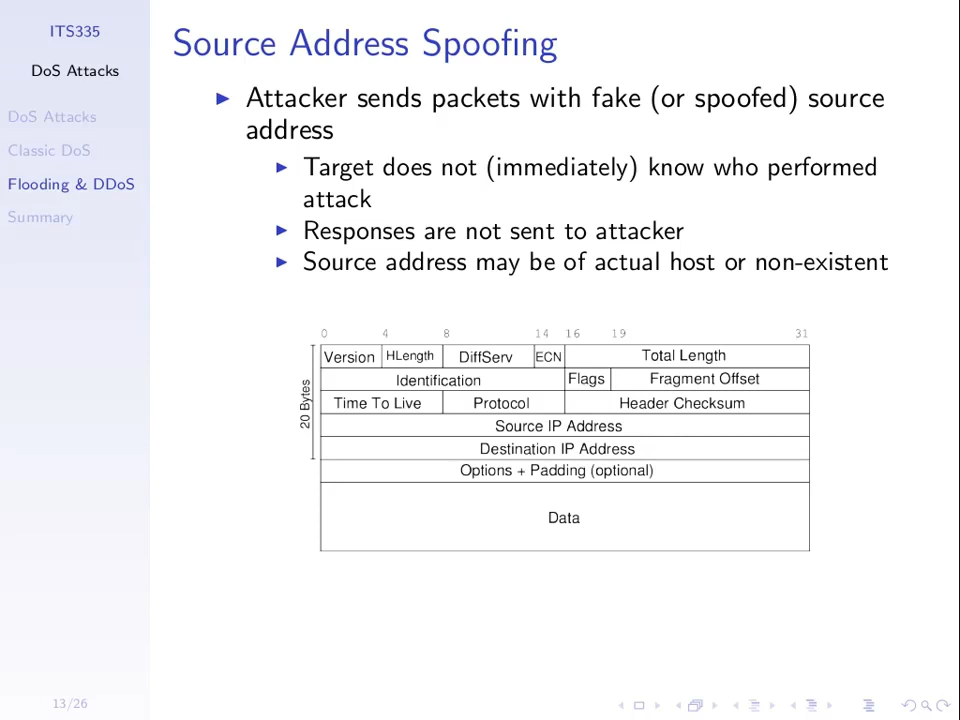 ITS335
DoS Attacks
DoS Attacks
Classic DoS
Flooding & DDoS
Summary
Source Address Spoofing
Attacker sends packets with fake (or spoofed) source
address
Target does not (immediately) know who performed
attack
Responses are not sent to attacker
Source address may be of actual host or non-existent
0 4 8 14 16 19 31
Version HLength DiffServ ECN Total Length
Identification Flags Fragment Offset
Time To Live Protocol Header Checksum
Source IP Address
Destination IP Address
Options + Padding (optional)
Data
20 Bytes
13/26